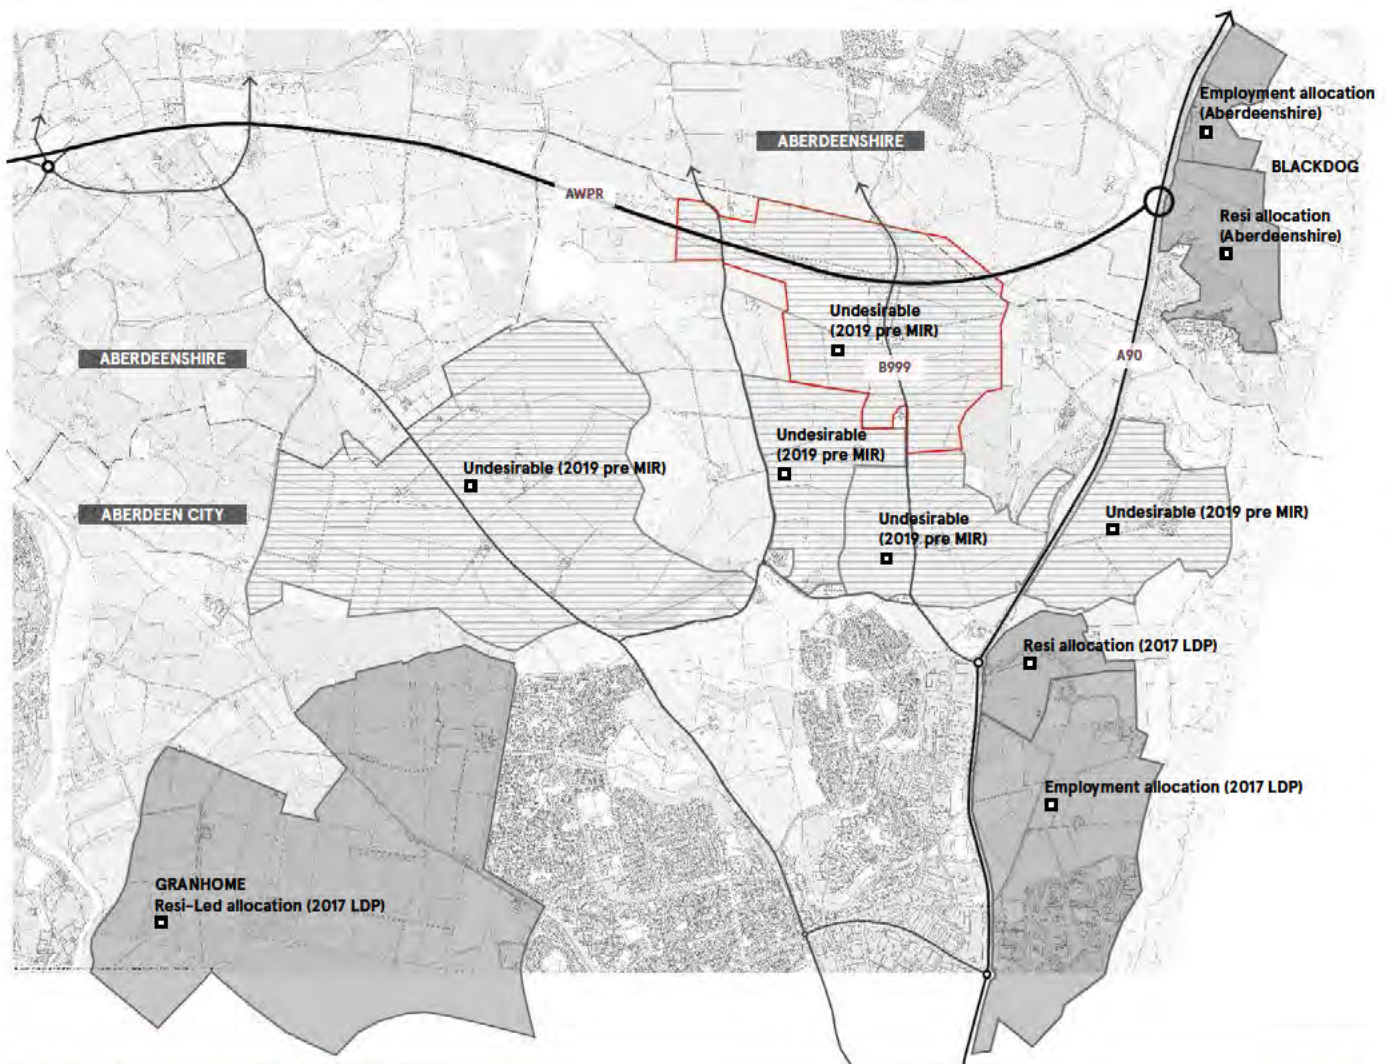 Employment allocation
(Aberdeenshire)
ABERDEENSHIRE
BLACKDOG
AWPR
Resi allocation
(Aberdeenshire)
Undesirable
(2019 pre MIR)
ABERDEENSHIRE
A90
B999
Undesirable
(2019 pre MIR)
Undesirable (2019 pre MIR)
ABERDEEN CITY
Undesirable
(2019 pre MIR)
Undesirable (2019 pre MIR)
Resi allocation (2017 LDP)
Employment allocation (2017 LDP)
GRANHOME
Resi-Led allocation (2017 LDP)